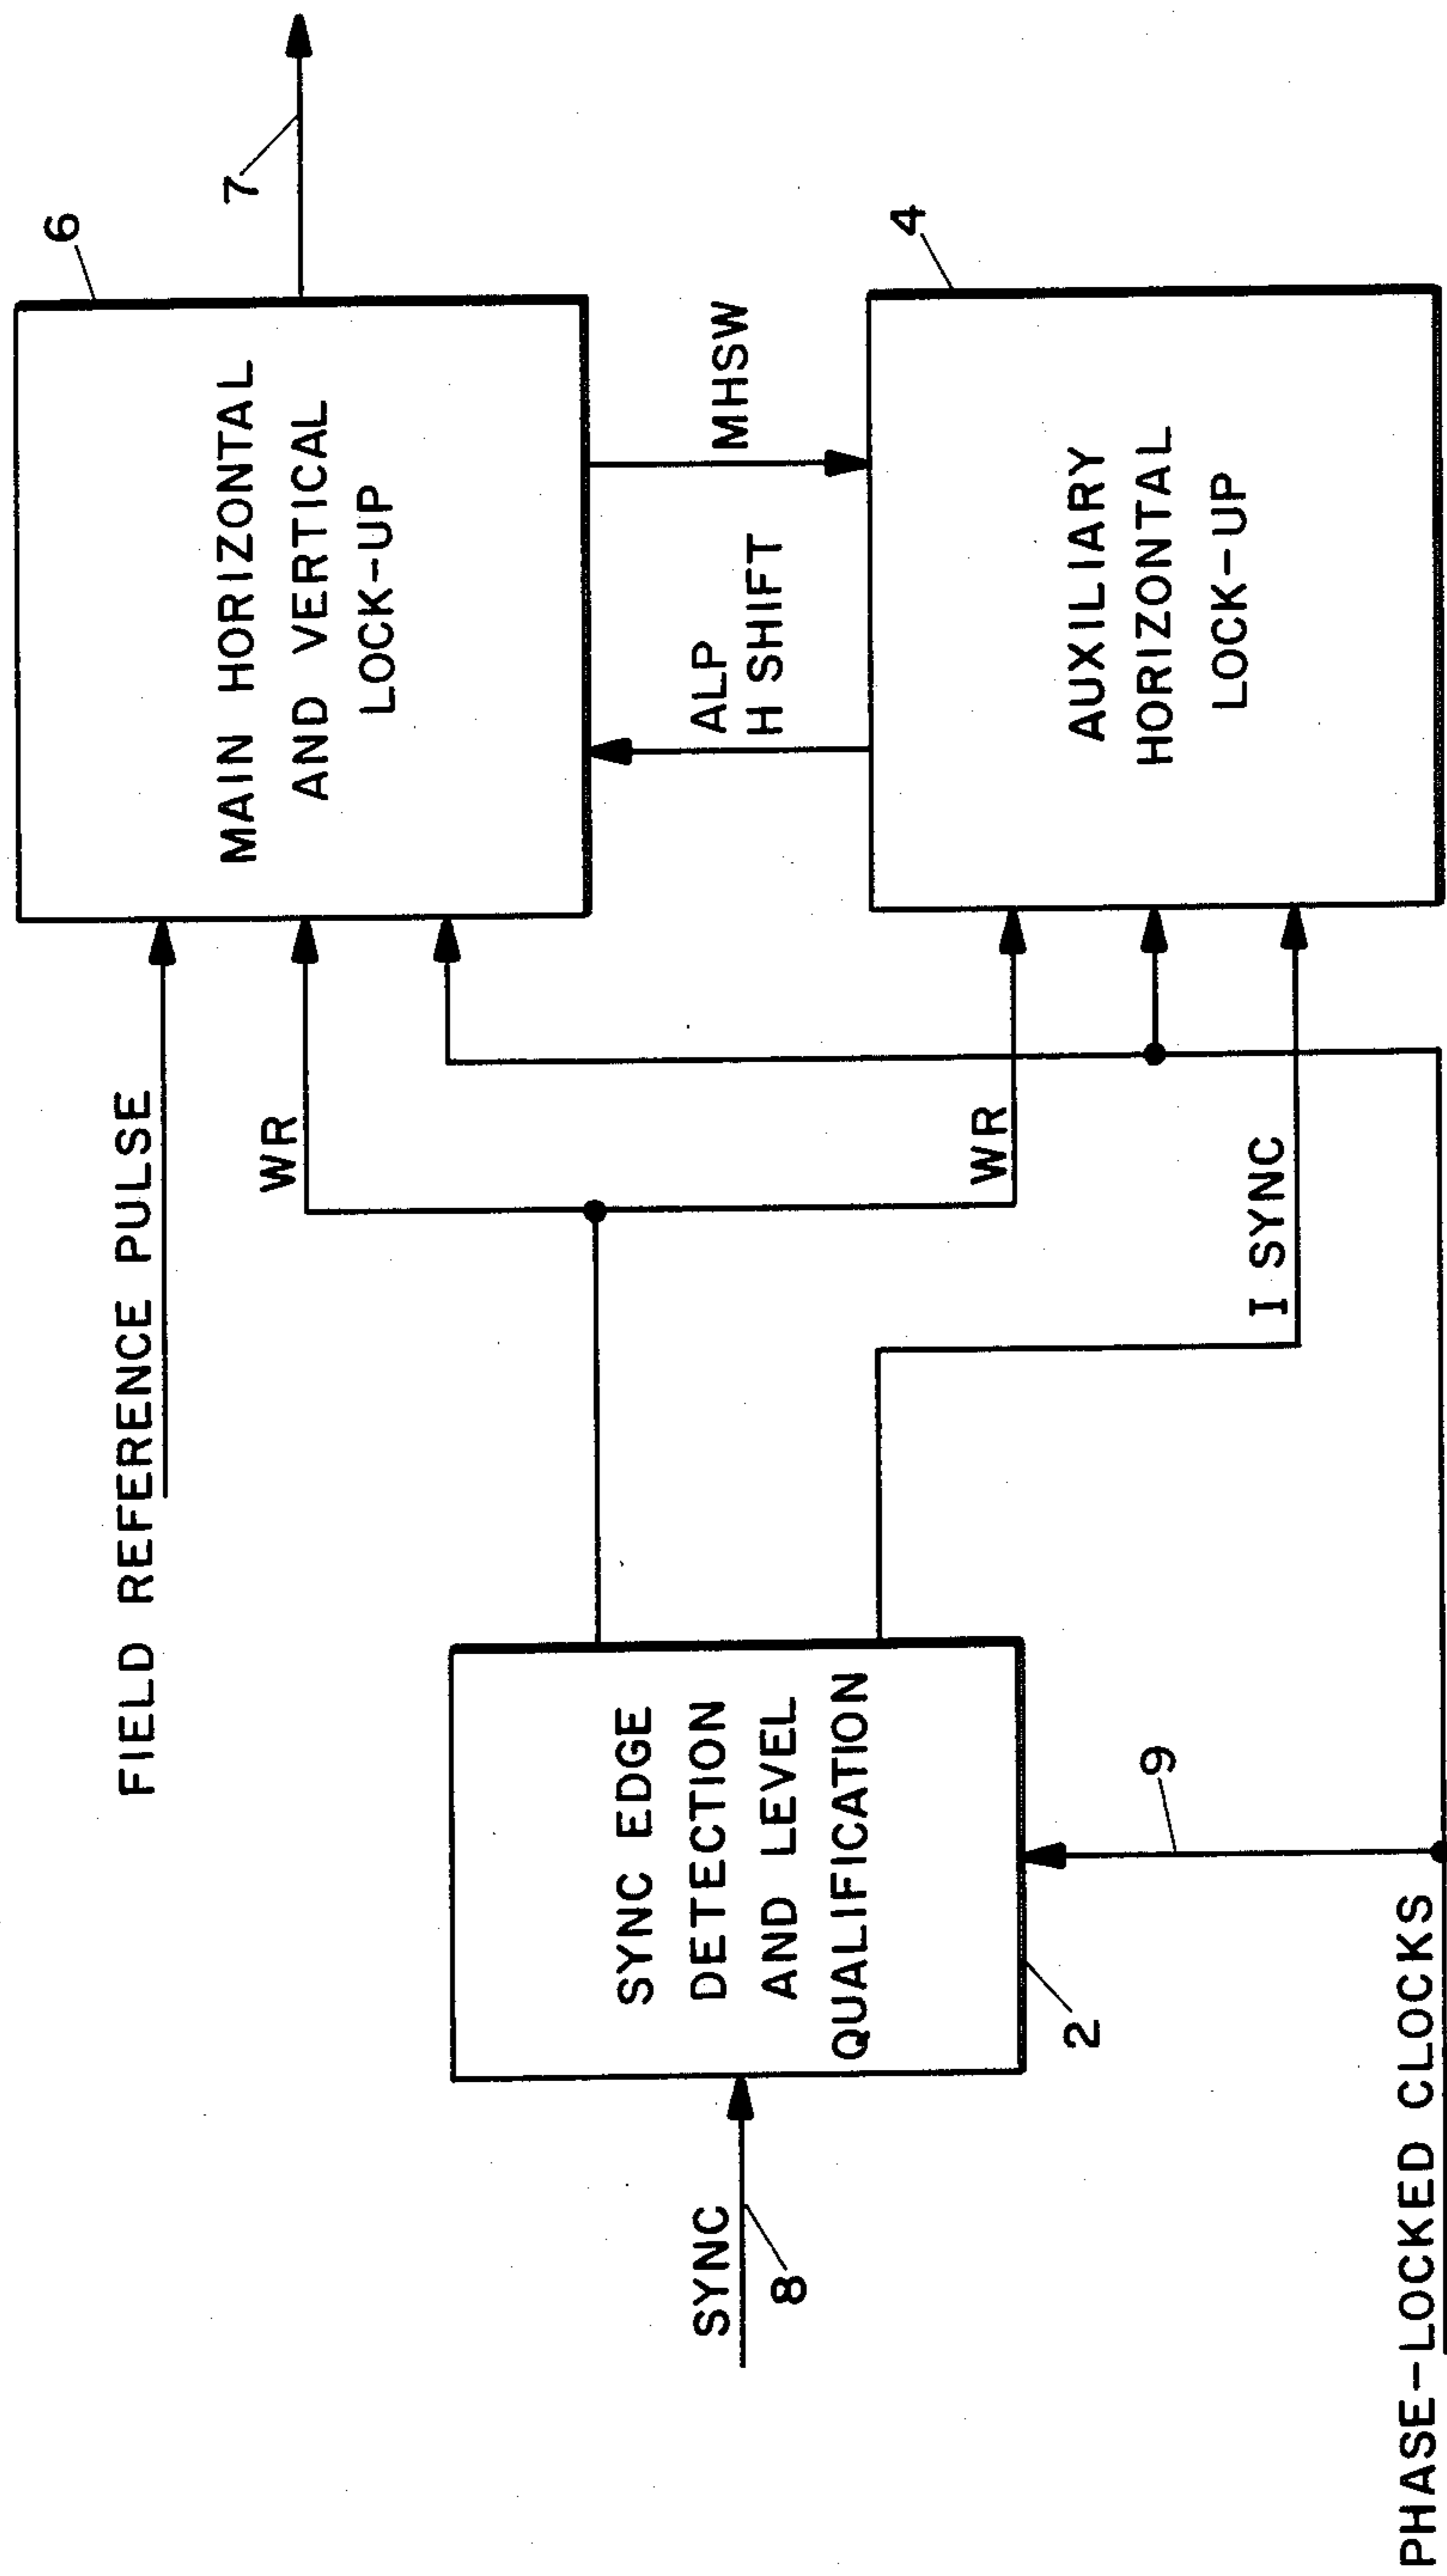 FIELD REFERENCE PULSE
7
6
MAIN HORIZONTAL
AND VERTICAL
LOCK-UP
WR
SYNC EDGE
DETECTION
AND LEVEL
QUALIFICATION
SYNC
8
2
9
ALP
H SHIFT
MHSW
4
AUXILIARY
HORIZONTAL
LOCK-UP
WR
I SYNC
PHASE-LOCKED CLOCKS